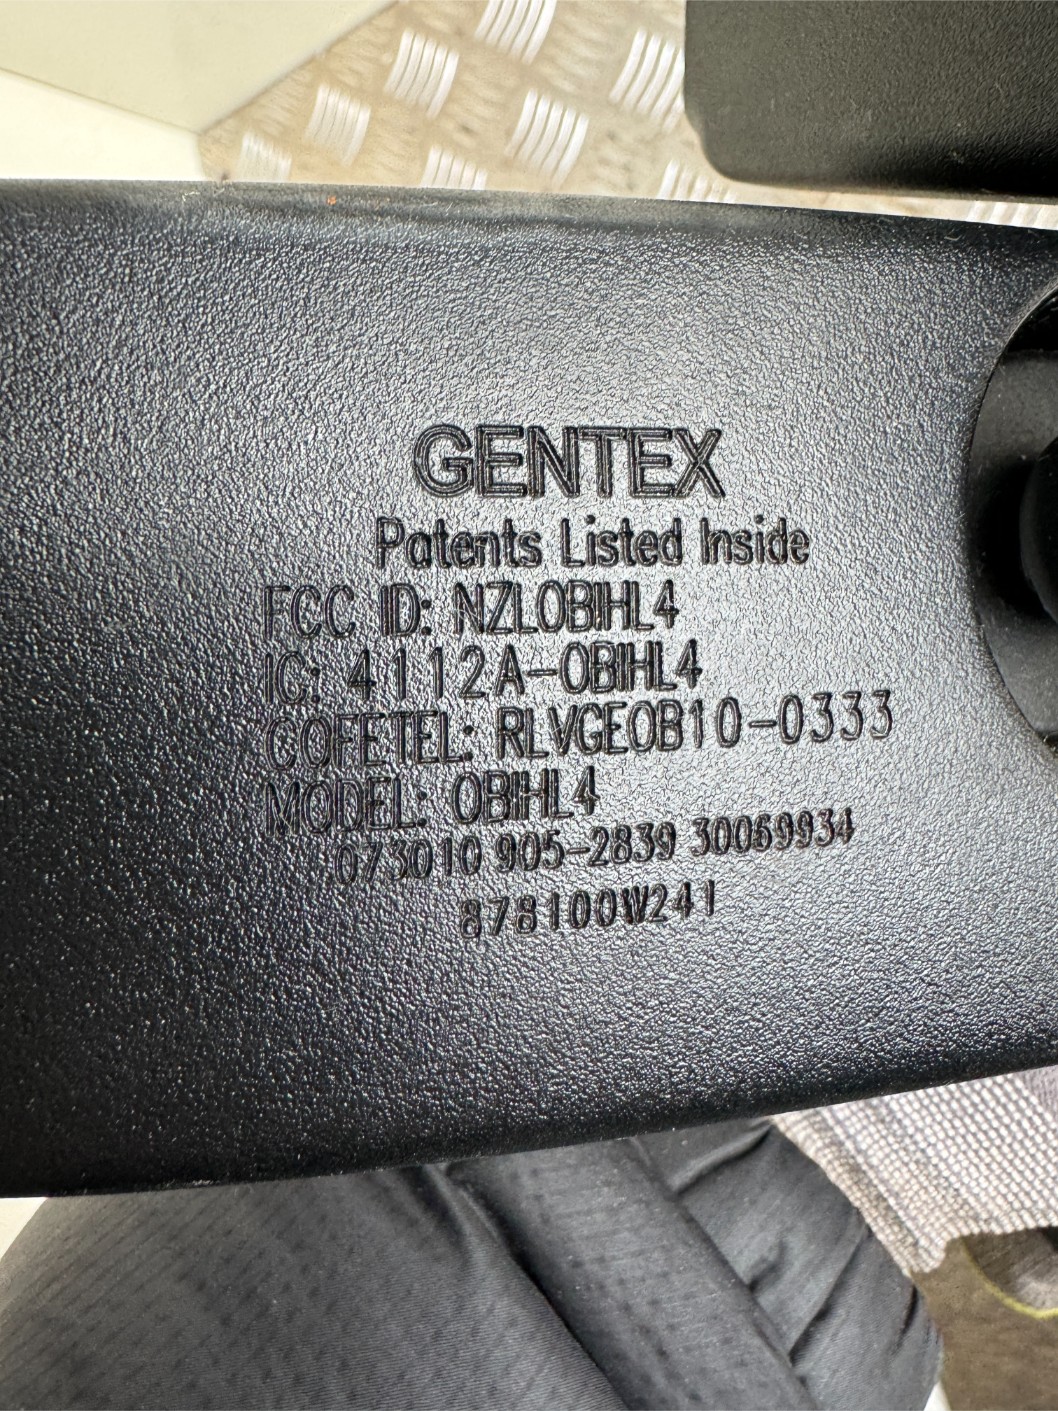 GENTEX
Patents Listed Inside
FCC ID: NZLOBIHL4
IC: 4112A-OBIHL4
COFETEL: RLVGEOB10-0333
MODEL: OBIHL4
073010 905-2839 30069934
878100W241